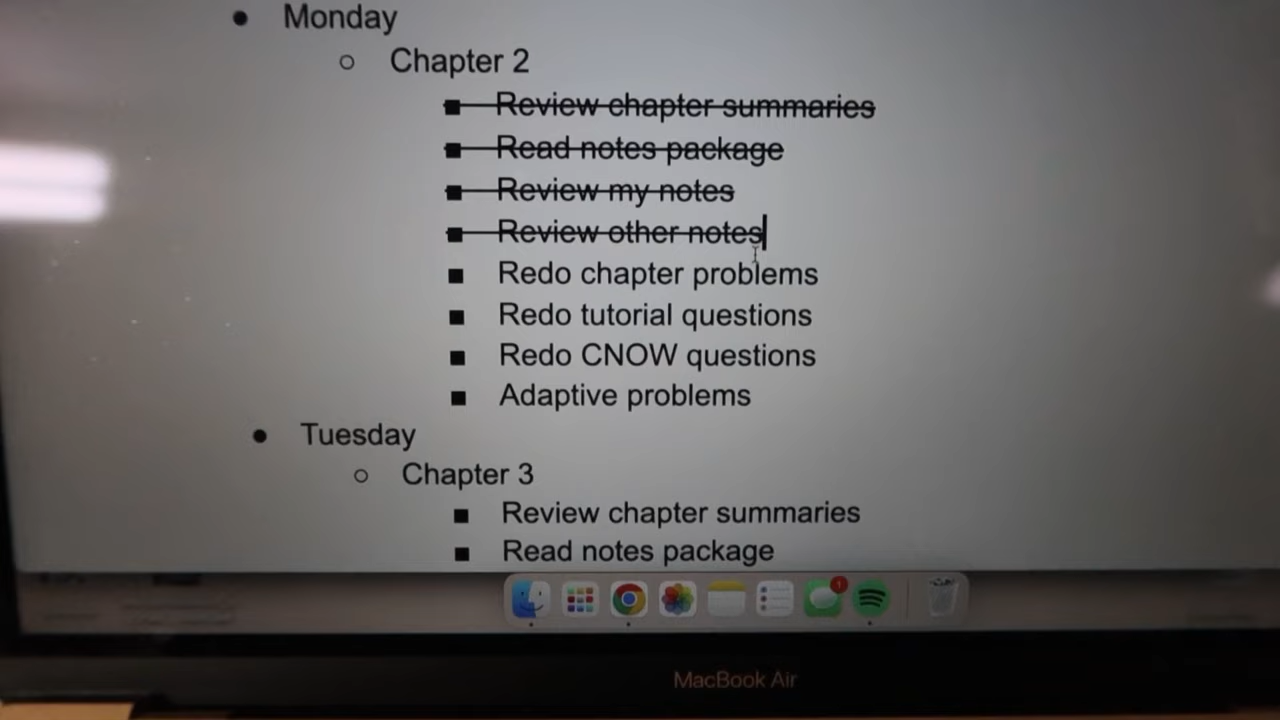 ● Monday
○ Chapter 2
■ Review chapter summaries
■ Read notes package
■ Review my notes
■ Review other notes
■ Redo chapter problems
■ Redo tutorial questions
■ Redo CNOW questions
■ Adaptive problems
● Tuesday
○ Chapter 3
■ Review chapter summaries
■ Read notes package
1
MacBook Air